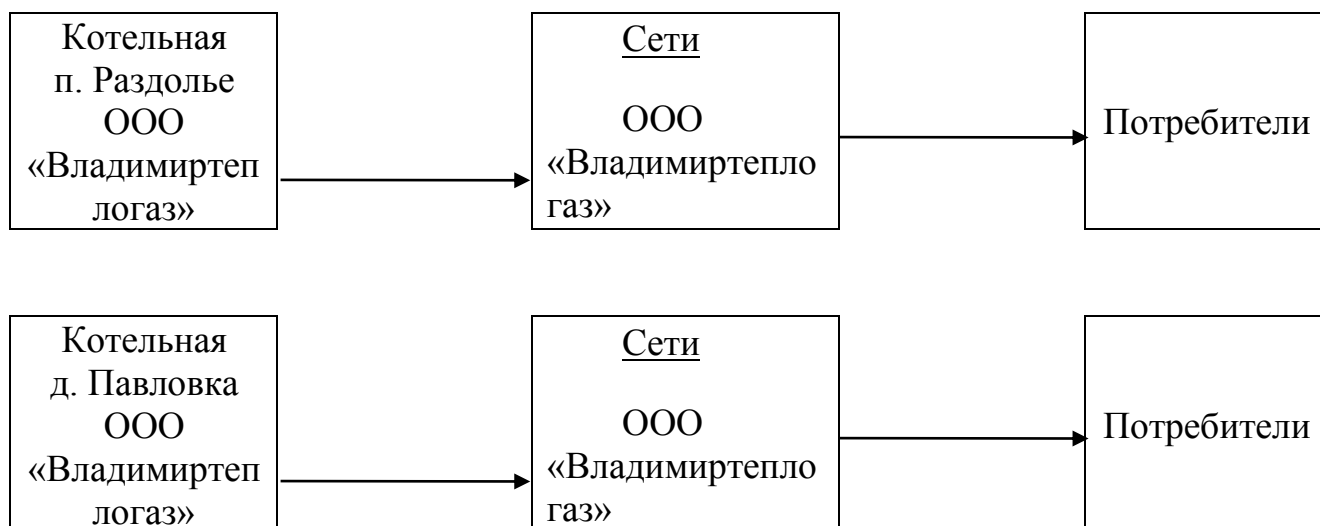 Котельная
п. Раздолье
ООО
«Владимиртеп
логаз»
Сети
ООО
«Владимиртепло
газ»
Потребители
Котельная
д. Павловка
ООО
«Владимиртеп
логаз»
Сети
ООО
«Владимиртепло
газ»
Потребители